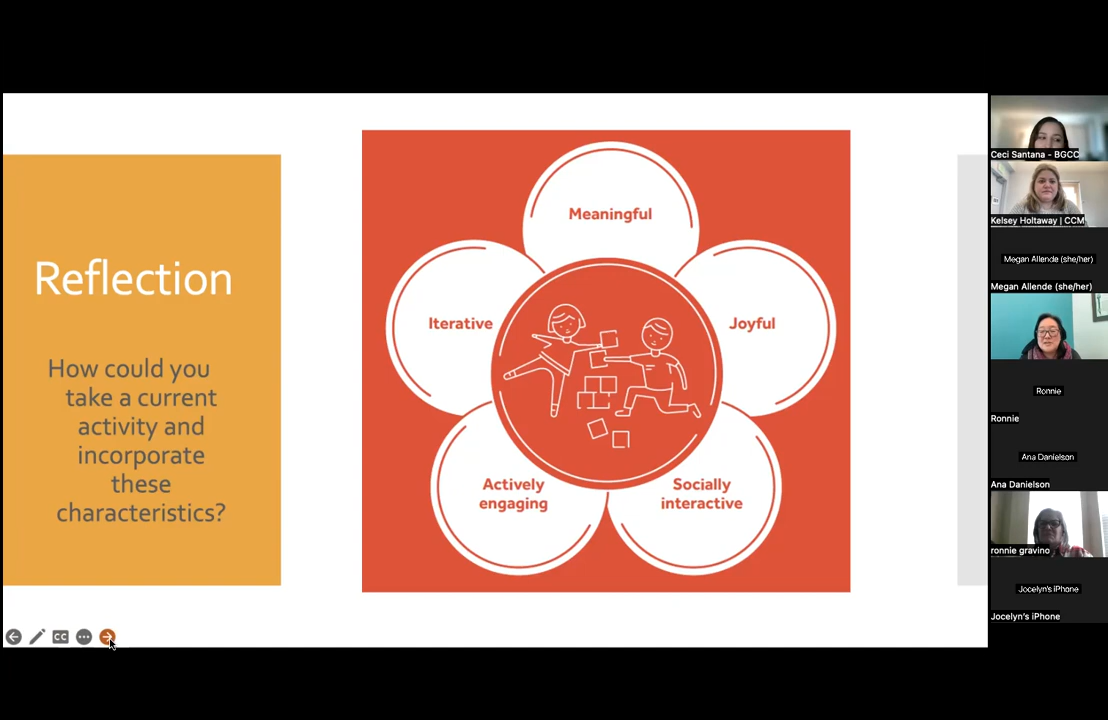 Reflection
How could you
take a current
activity and
incorporate
these
characteristics?
Meaningful
Iterative
Joyful
Actively
engaging
Socially
interactive
CC
Ceci Santana - BGCC
Kelsey Holtaway | CCM
Megan Allende (she/her)
Megan Allende (she/her)
Ronnie
Ronnie
Ana Danielson
Ana Danielson
ronnie gravino
Jocelyn's iPhone
Jocelyn's iPhone